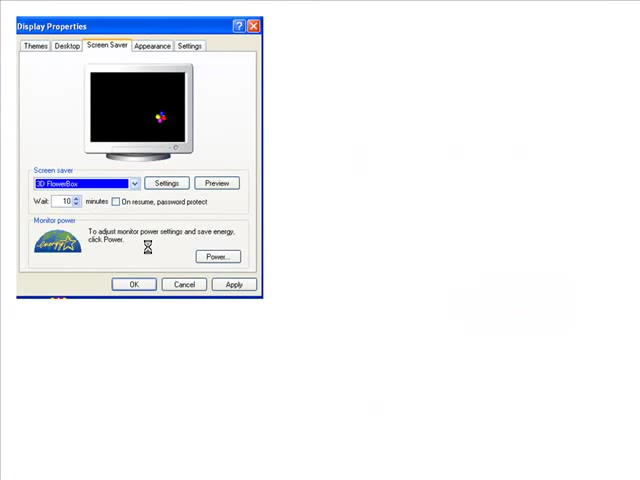 Display Properties
Themes Desktop Screen Saver Appearance Settings
Screen saver
3D FlowerBox Settings Preview
Wait: 10 minutes On resume, password protect
Monitor power
To adjust monitor power settings and save energy,
click Power.
energy
Power...
OK Cancel Apply